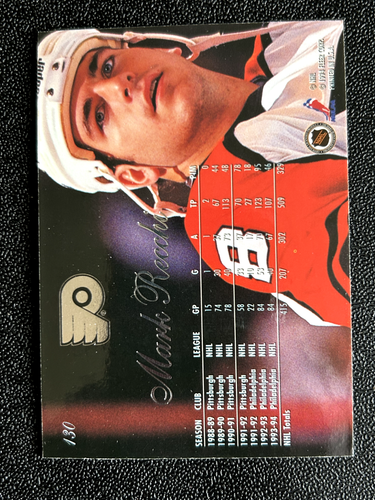 130
Mark Recchi
SEASON CLUB LEAGUE GP G A TP PIM
1988-89 Pittsburgh NHL 15 1 1 2 0
1989-90 Pittsburgh NHL 74 30 37 67 44
1990-91 Pittsburgh NHL 78 40 73 113 48
1991-92 Pittsburgh NHL 58 33 37 70 78
1991-92 Philadelphia NHL 22 10 17 27 18
1992-93 Philadelphia NHL 84 53 70 123 95
1993-94 Philadelphia NHL 84 40 67 107 46
NHL Totals 415 207 302 509 329
8
PRINTED IN U.S.A.